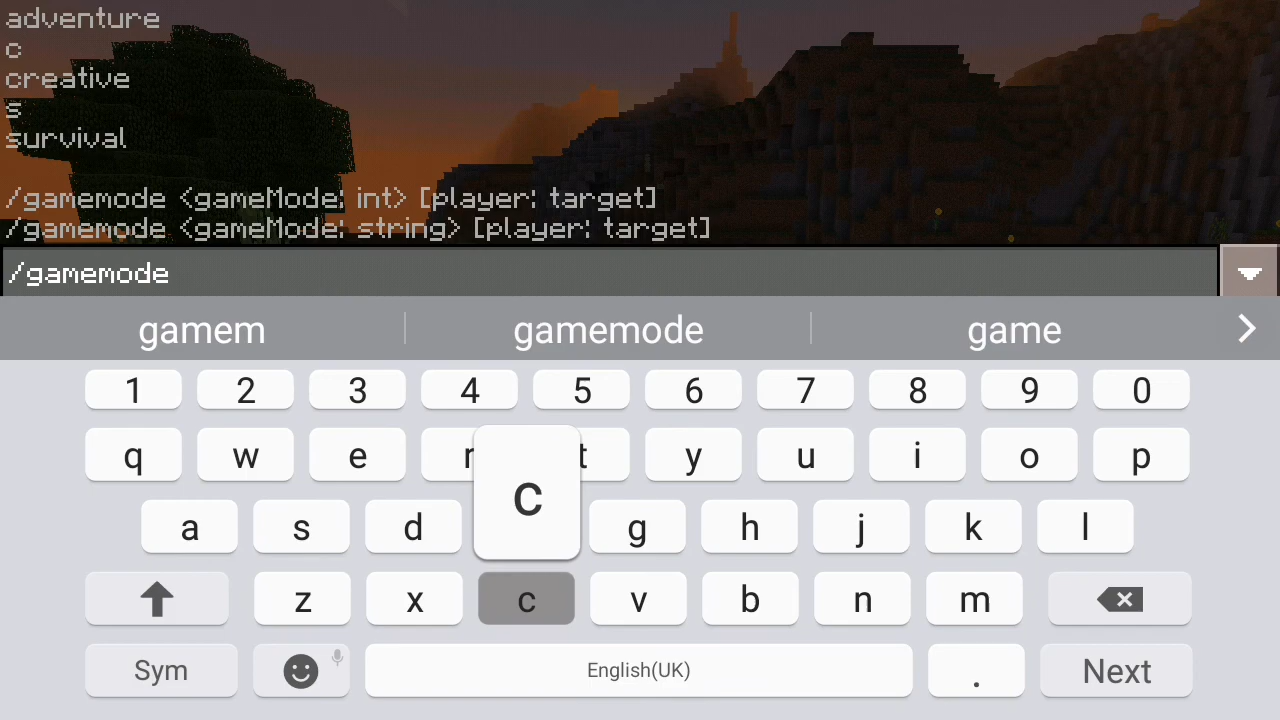 adventure
c
creative
s
survival
/gamemode <gameMode: int> [player: target]
/gamemode <gameMode: string> [player: target]
/gamemode
gamem gamemode game
1 2 3 4 5 6 7 8 9 0
q w e r t y u i o p
a s d c g h j k l
z x c v b n m
Sym English(UK) . Next